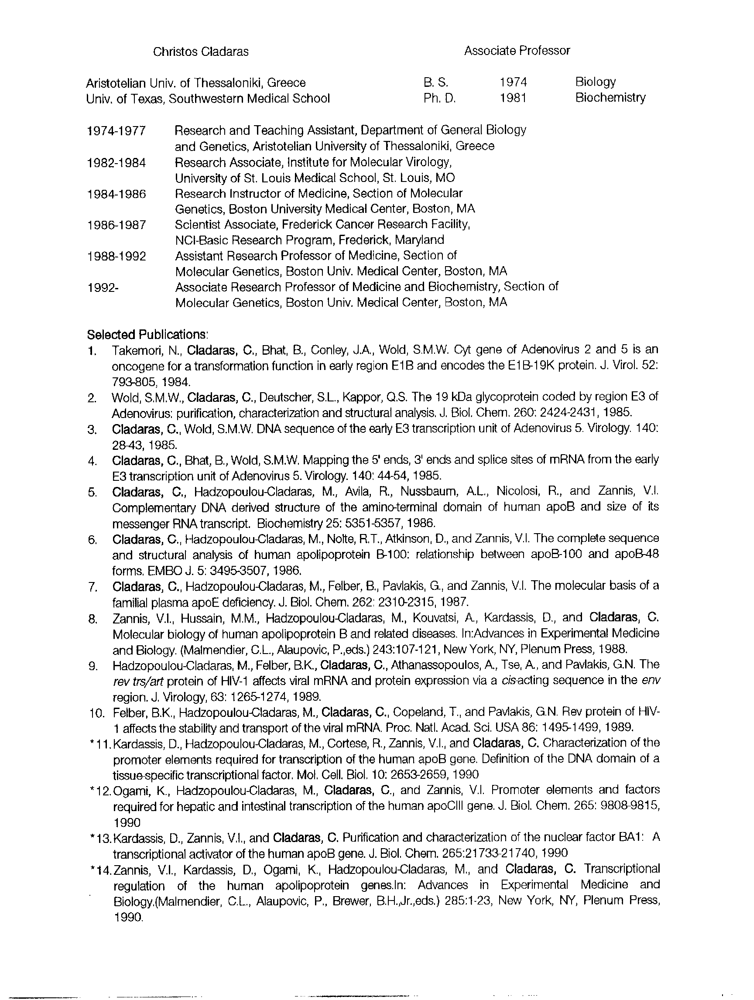 Christos Cladaras Associate Professor
Aristotelian Univ. of Thessaloniki, Greece B. S. 1974 Biology
Univ. of Texas, Southwestern Medical School Ph. D. 1981 Biochemistry
1974-1977 Research and Teaching Assistant, Department of General Biology
and Genetics, Aristotelian University of Thessaloniki, Greece
1982-1984 Research Associate, Institute for Molecular Virology,
University of St. Louis Medical School, St. Louis, MO
1984-1986 Research Instructor of Medicine, Section of Molecular
Genetics, Boston University Medical Center, Boston, MA
1986-1987 Scientist Associate, Frederick Cancer Research Facility,
NCI-Basic Research Program, Frederick, Maryland
1988-1992 Assistant Research Professor of Medicine, Section of
Molecular Genetics, Boston Univ. Medical Center, Boston, MA
1992- Associate Research Professor of Medicine and Biochemistry, Section of
Molecular Genetics, Boston Univ. Medical Center, Boston, MA
Selected Publications:
1. Takemori, N., Cladaras, C., Bhat, B., Conley, J.A., Wold, S.M.W. Cyt gene of Adenovirus 2 and 5 is an
oncogene for a transformation function in early region E1B and encodes the E1B-19K protein. J. Virol. 52:
793-805, 1984.
2. Wold, S.M.W., Cladaras, C., Deutscher, S.L., Kappor, Q.S. The 19 kDa glycoprotein coded by region E3 of
Adenovirus: purification, characterization and structural analysis. J. Biol. Chem. 260: 2424-2431, 1985.
3. Cladaras, C., Wold, S.M.W. DNA sequence of the early E3 transcription unit of Adenovirus 5. Virology. 140:
28-43, 1985.
4. Cladaras, C., Bhat, B., Wold, S.M.W. Mapping the 5' ends, 3' ends and splice sites of mRNA from the early
E3 transcription unit of Adenovirus 5. Virology. 140: 44-54, 1985.
5. Cladaras, C., Hadzopoulou-Cladaras, M., Avila, R., Nussbaum, A.L., Nicolosi, R., and Zannis, V.I.
Complementary DNA derived structure of the amino-terminal domain of human apoB and size of its
messenger RNA transcript. Biochemistry 25: 5351-5357, 1986.
6. Cladaras, C., Hadzopoulou-Cladaras, M., Nolte, R.T., Atkinson, D., and Zannis, V.I. The complete sequence
and structural analysis of human apolipoprotein B-100: relationship between apoB-100 and apoB-48
forms. EMBO J. 5: 3495-3507, 1986.
7. Cladaras, C., Hadzopoulou-Cladaras, M., Felber, B., Pavlakis, G., and Zannis, V.I. The molecular basis of a
familial plasma apoE deficiency. J. Biol. Chem. 262: 2310-2315, 1987.
8. Zannis, V.I., Hussain, M.M., Hadzopoulou-Cladaras, M., Kouvatsi, A., Kardassis, D., and Cladaras, C.
Molecular biology of human apolipoprotein B and related diseases. In:Advances in Experimental Medicine
and Biology. (Malmendier, C.L., Alaupovic, P.,eds.) 243:107-121, New York, NY, Plenum Press, 1988.
9. Hadzopoulou-Cladaras, M., Felber, B.K., Cladaras, C., Athanassopoulos, A., Tse, A., and Pavlakis, G.N. The
rev trs/art protein of HIV-1 affects viral mRNA and protein expression via a cis-acting sequence in the env
region. J. Virology, 63: 1265-1274, 1989.
10. Felber, B.K., Hadzopoulou-Cladaras, M., Cladaras, C., Copeland, T., and Pavlakis, G.N. Rev protein of HIV-
1 affects the stability and transport of the viral mRNA. Proc. Natl. Acad. Sci. USA 86: 1495-1499, 1989.
*11. Kardassis, D., Hadzopoulou-Cladaras, M., Cortese, R., Zannis, V.I., and Cladaras, C. Characterization of the
promoter elements required for transcription of the human apoB gene. Definition of the DNA domain of a
tissue-specific transcriptional factor. Mol. Cell. Biol. 10: 2653-2659, 1990
*12. Ogami, K., Hadzopoulou-Cladaras, M., Cladaras, C., and Zannis, V.I. Promoter elements and factors
required for hepatic and intestinal transcription of the human apoCIII gene. J. Biol. Chem. 265: 9808-9815,
1990
*13. Kardassis, D., Zannis, V.I., and Cladaras, C. Purification and characterization of the nuclear factor BA1: A
transcriptional activator of the human apoB gene. J. Biol. Chem. 265:21733-21740, 1990
*14. Zannis, V.I., Kardassis, D., Ogami, K., Hadzopoulou-Cladaras, M., and Cladaras, C. Transcriptional
regulation of the human apolipoprotein genes.In: Advances in Experimental Medicine and
Biology.(Malmendier, C.L., Alaupovic, P., Brewer, B.H.,Jr.,eds.) 285:1-23, New York, NY, Plenum Press,
1990.